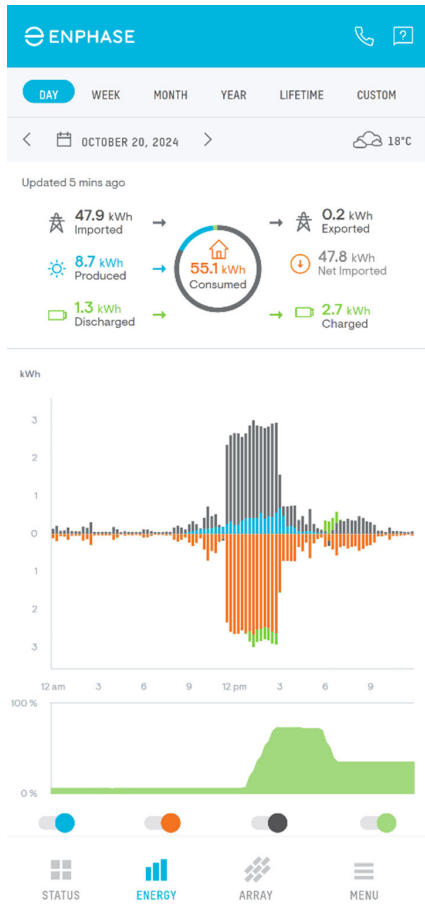 ENPHASE
DAY WEEK MONTH YEAR LIFETIME CUSTOM
OCTOBER 20, 2024 18°C
Updated 5 mins ago
47.9 kWh
Imported
0.2 kWh
Exported
8.7 kWh
Produced
55.1 kWh
Consumed
47.8 kWh
Net Imported
1.3 kWh
Discharged
2.7 kWh
Charged
kWh
3
2
1
0
1
2
3
12 am 3 6 9 12 pm 3 6 9
100 %
0 %
STATUS ENERGY ARRAY MENU